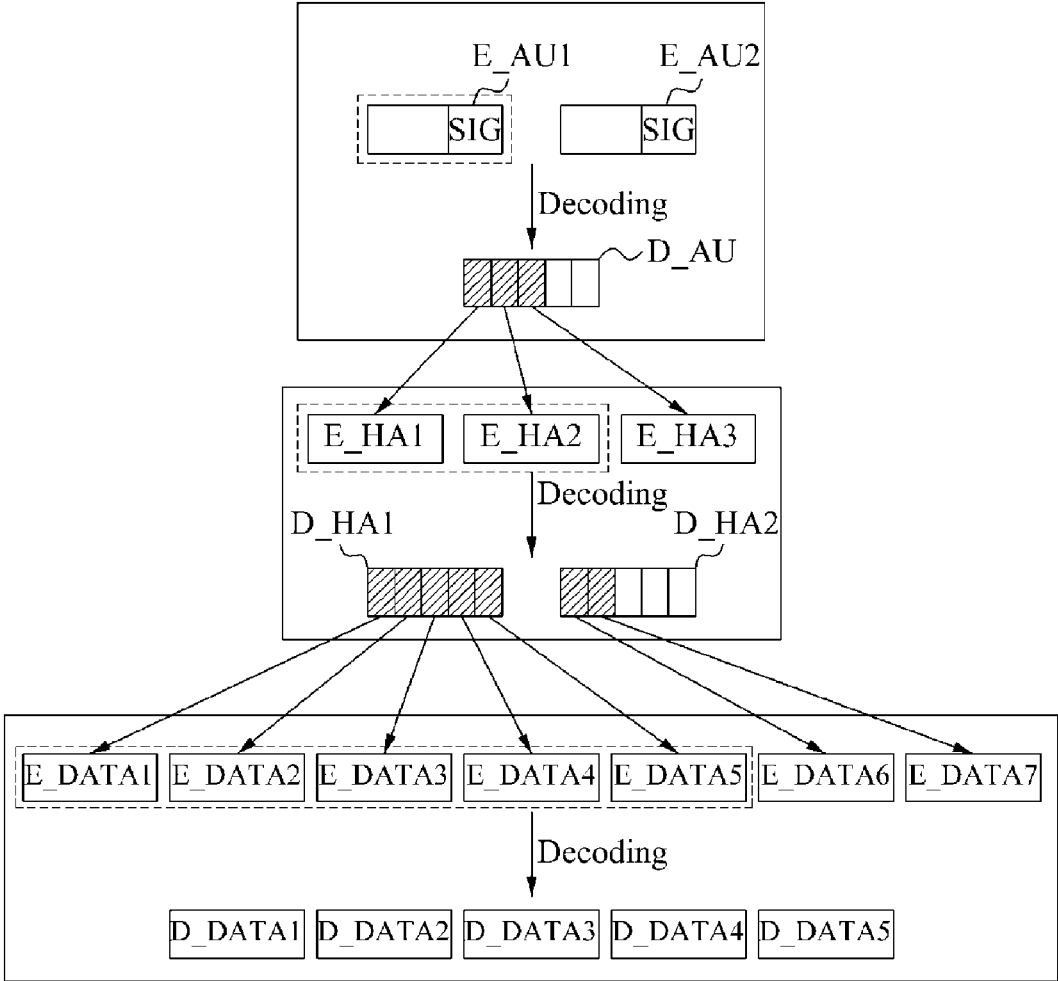 E_AU1 E_AU2
SIG SIG
Decoding
D_AU
E_HA1 E_HA2 E_HA3
Decoding
D_HA1 D_HA2
E_DATA1 E_DATA2 E_DATA3 E_DATA4 E_DATA5 E_DATA6 E_DATA7
Decoding
D_DATA1 D_DATA2 D_DATA3 D_DATA4 D_DATA5